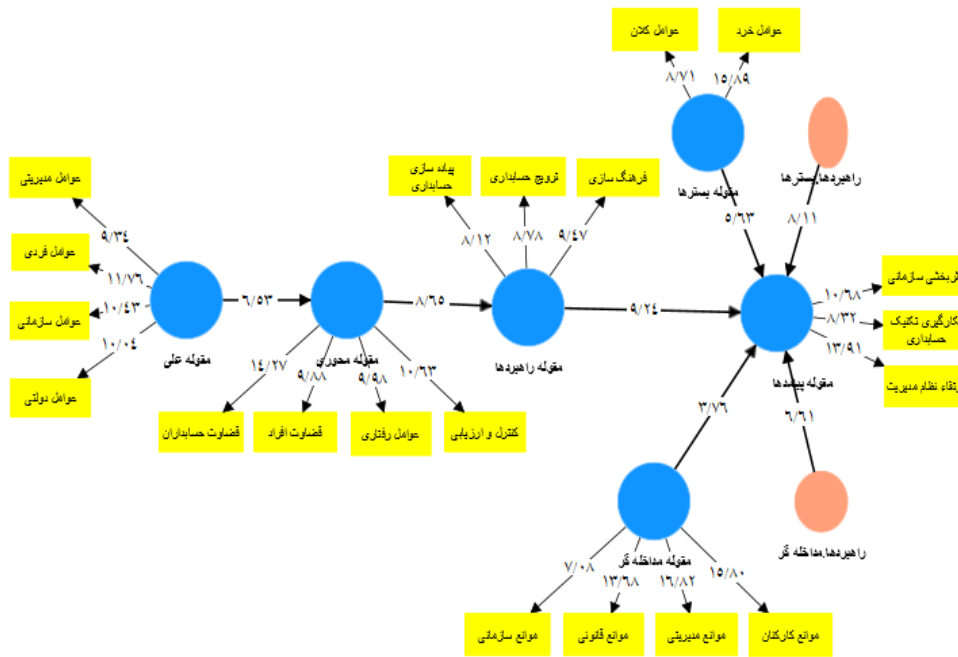 عوامل کلان
عوامل خرد
۸/۷۱
۱۵/۸۹
مقوله بسترها
راهبردها.بسترها
۵/۶۳
۸/۱۱
پیاده سازی
حسابداری
ترویج حسابداری
فرهنگ سازی
۸/۱۲
۸/۷۸
۹/۴۷
مقوله راهبردها
عوامل مدیریتی
عوامل فردی
عوامل سازمانی
عوامل دولتی
۹/۳۴
۱۱/۷۶
۱۰/۴۳
۱۰/۰۴
مقوله علی
۶/۵۳
مقوله محوری
۸/۶۵
۹/۲۴
۱۴/۲۷
۹/۸۸
۹/۹۸
۱۰/۶۳
قضاوت حسابداران
قضاوت افراد
عوامل رفتاری
کنترل و ارزیابی
مقوله پیامدها
۱۰/۶۸
۸/۳۲
۱۳/۹۱
ثربخشی سازمانی
کارگیری تکنیک
حسابداری
رتقاء نظام مدیریت
۳/۷۶
۶/۶۱
مقوله مداخله گر
راهبردها.مداخله گر
۷/۰۸
۱۳/۶۸
۱۶/۸۲
۱۵/۸۰
موانع سازمانی
موانع قانونی
موانع مدیریتی
موانع کارکنان